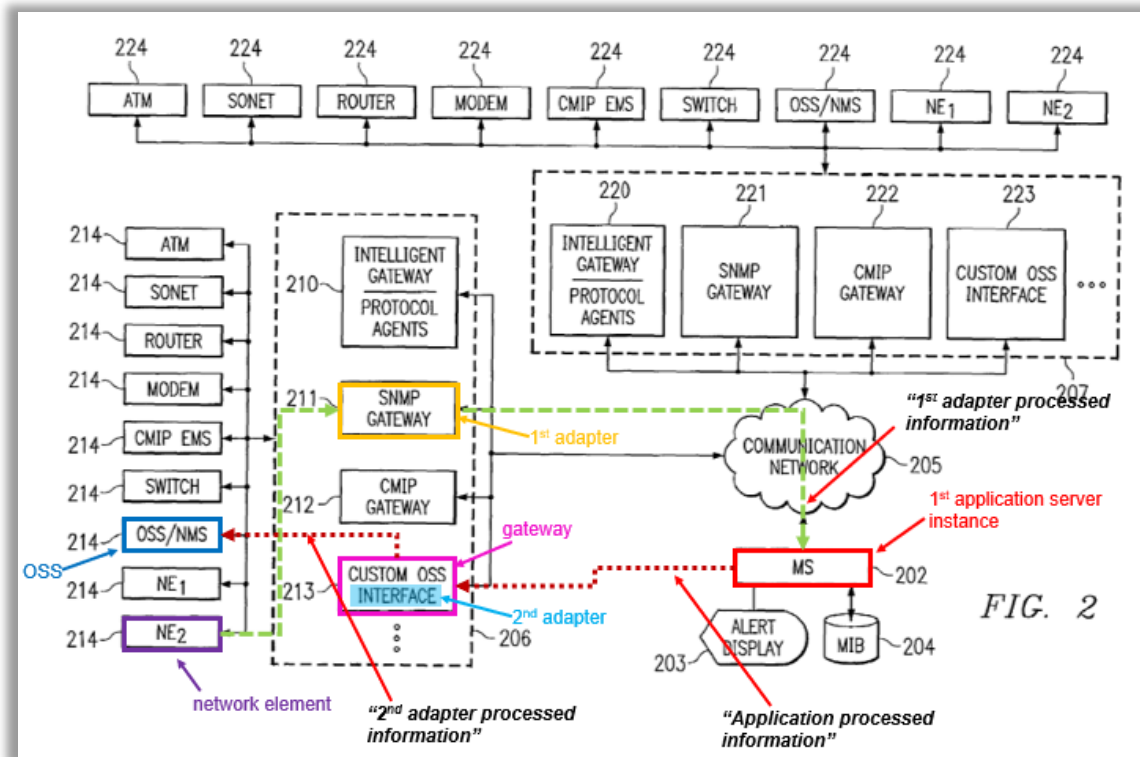 224 224 224 224 224 224 224 224 224
ATM SONET ROUTER MODEM CMIP EMS SWITCH OSS/NMS NE1 NE2
220 221 222 223
INTELLIGENT
GATEWAY
PROTOCOL
AGENTS
SNMP
GATEWAY
CMIP
GATEWAY
CUSTOM OSS
INTERFACE
207
214 ATM
214 SONET
214 ROUTER
214 MODEM
214 CMIP EMS
214 SWITCH
214 OSS/NMS
OSS
214 NE1
214 NE2
network element
210
INTELLIGENT
GATEWAY
PROTOCOL
AGENTS
211
SNMP
GATEWAY
1st adapter
212
CMIP
GATEWAY
gateway
213
CUSTOM OSS
INTERFACE
2nd adapter
206
"2nd adapter processed
information"
"1st adapter processed
information"
COMMUNICATION
NETWORK
205
1st application server
instance
MS
202
ALERT
DISPLAY
203
MIB
204
FIG. 2
"Application processed
information"